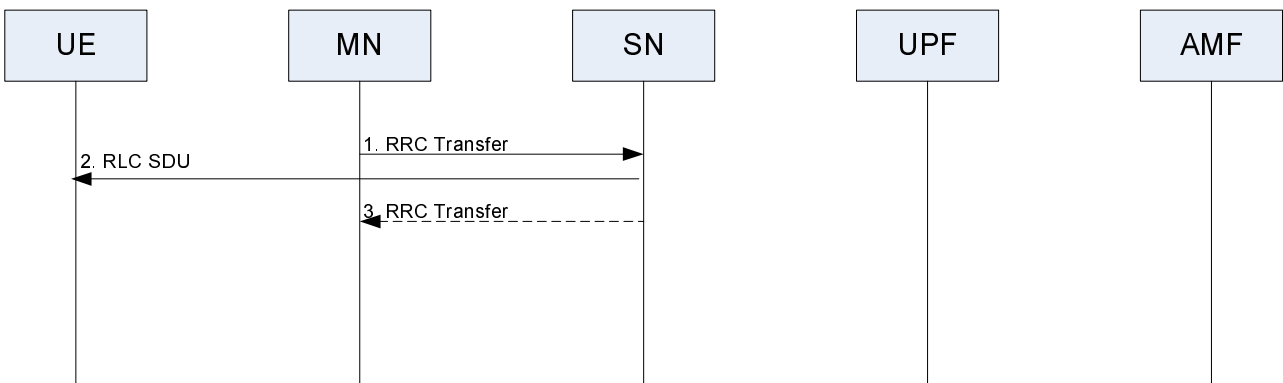 UE
MN
SN
UPF
AMF
1. RRC Transfer
2. RLC SDU
3. RRC Transfer